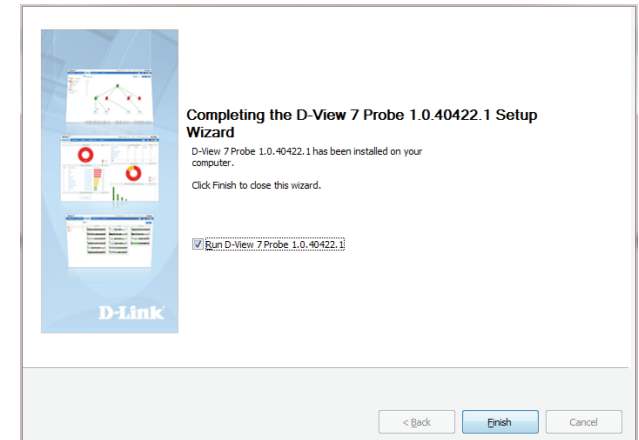 Completing the D-View 7 Probe 1.0.40422.1 Setup
Wizard
D-View 7 Probe 1.0.40422.1 has been installed on your
computer.
Click Finish to close this wizard.
Run D-View 7 Probe 1.0.40422.1
D-Link
< Back
Finish
Cancel